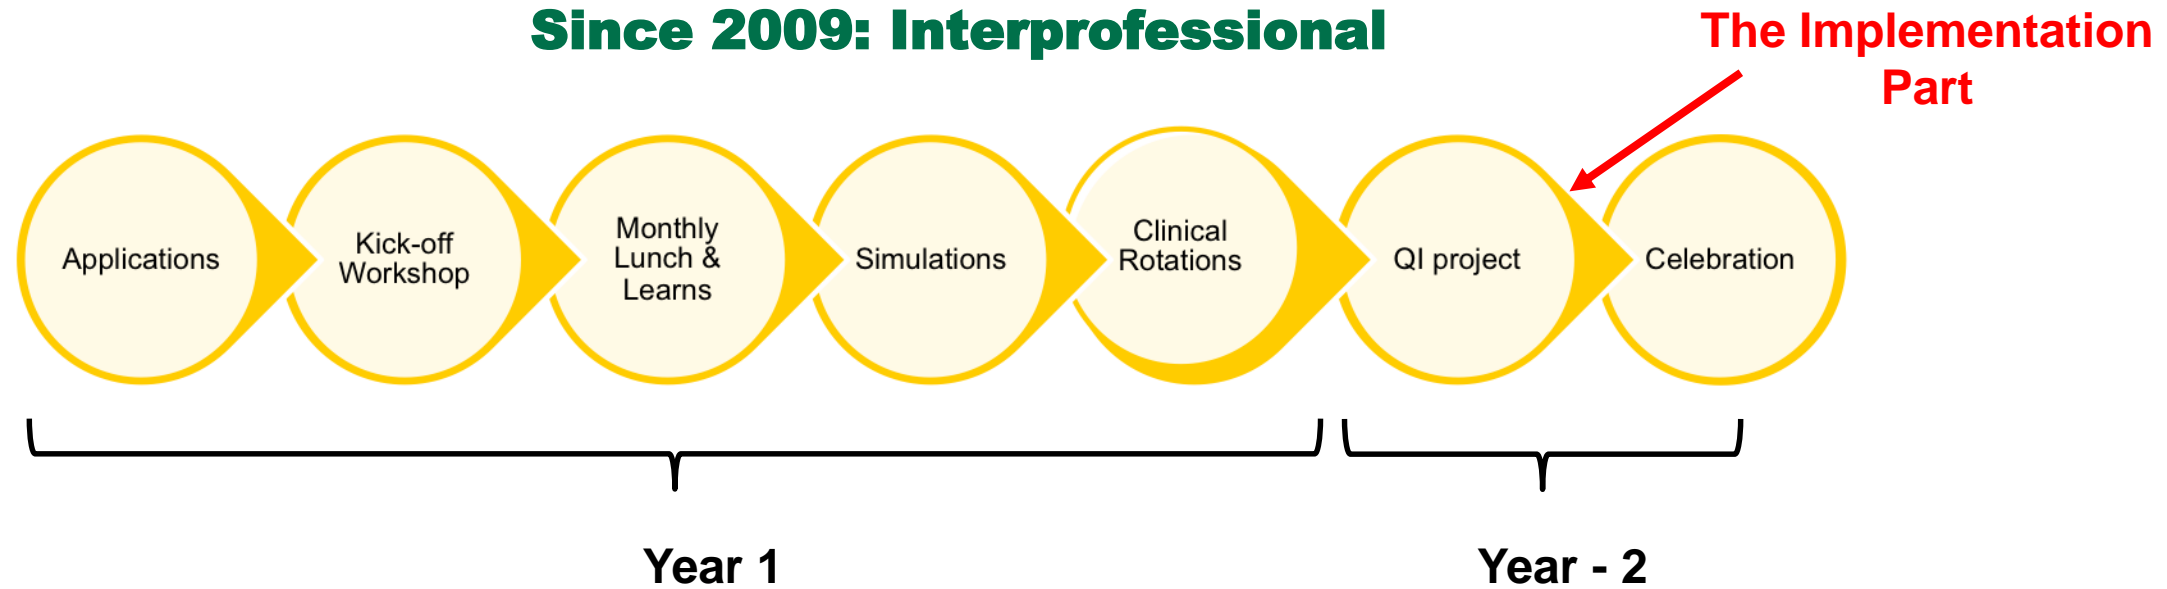 Since 2009: Interprofessional
The Implementation
Part
Applications
Kick-off
Workshop
Monthly
Lunch &
Learns
Simulations
Clinical
Rotations
QI project
Celebration
Year 1
Year - 2